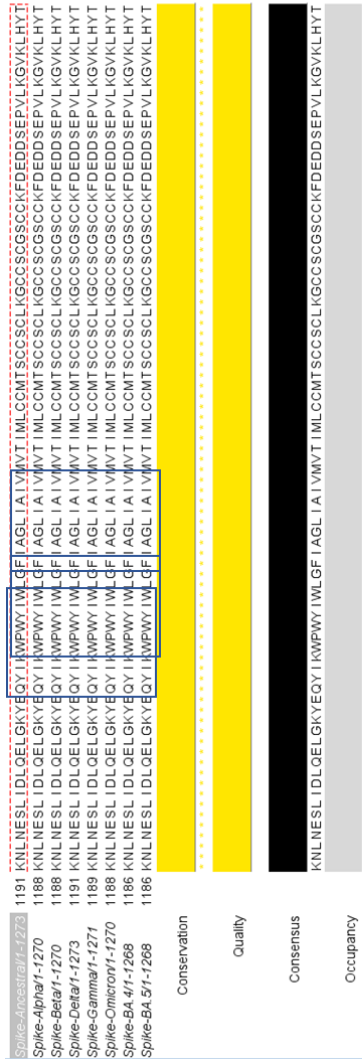 Spike-Ancestral/1-1273 1191 KNLNESLIDLQELGKYEQYIKWPWYIWLGFIAGLIAIVMVTIMLCCMTSCCSCLKGCCSCGSCCKFDEDDSEPVLKGVKLHYT
Spike-Alpha/1-1270 1188 KNLNESLIDLQELGKYEQYIKWPWYIWLGFIAGLIAIVMVTIMLCCMTSCCSCLKGCCSCGSCCKFDEDDSEPVLKGVKLHYT
Spike-Beta/1-1270 1188 KNLNESLIDLQELGKYEQYIKWPWYIWLGFIAGLIAIVMVTIMLCCMTSCCSCLKGCCSCGSCCKFDEDDSEPVLKGVKLHYT
Spike-Delta/1-1273 1191 KNLNESLIDLQELGKYEQYIKWPWYIWLGFIAGLIAIVMVTIMLCCMTSCCSCLKGCCSCGSCCKFDEDDSEPVLKGVKLHYT
Spike-Gamma/1-1271 1189 KNLNESLIDLQELGKYEQYIKWPWYIWLGFIAGLIAIVMVTIMLCCMTSCCSCLKGCCSCGSCCKFDEDDSEPVLKGVKLHYT
Spike-Omicron/1-1270 1188 KNLNESLIDLQELGKYEQYIKWPWYIWLGFIAGLIAIVMVTIMLCCMTSCCSCLKGCCSCGSCCKFDEDDSEPVLKGVKLHYT
Spike-BA.4/1-1268 1186 KNLNESLIDLQELGKYEQYIKWPWYIWLGFIAGLIAIVMVTIMLCCMTSCCSCLKGCCSCGSCCKFDEDDSEPVLKGVKLHYT
Spike-BA.5/1-1268 1186 KNLNESLIDLQELGKYEQYIKWPWYIWLGFIAGLIAIVMVTIMLCCMTSCCSCLKGCCSCGSCCKFDEDDSEPVLKGVKLHYT
Conservation
Quality
Consensus
KNLNESLIDLQELGKYEQYIKWPWYIWLGFIAGLIAIVMVTIMLCCMTSCCSCLKGCCSCGSCCKFDEDDSEPVLKGVKLHYT
Occupancy